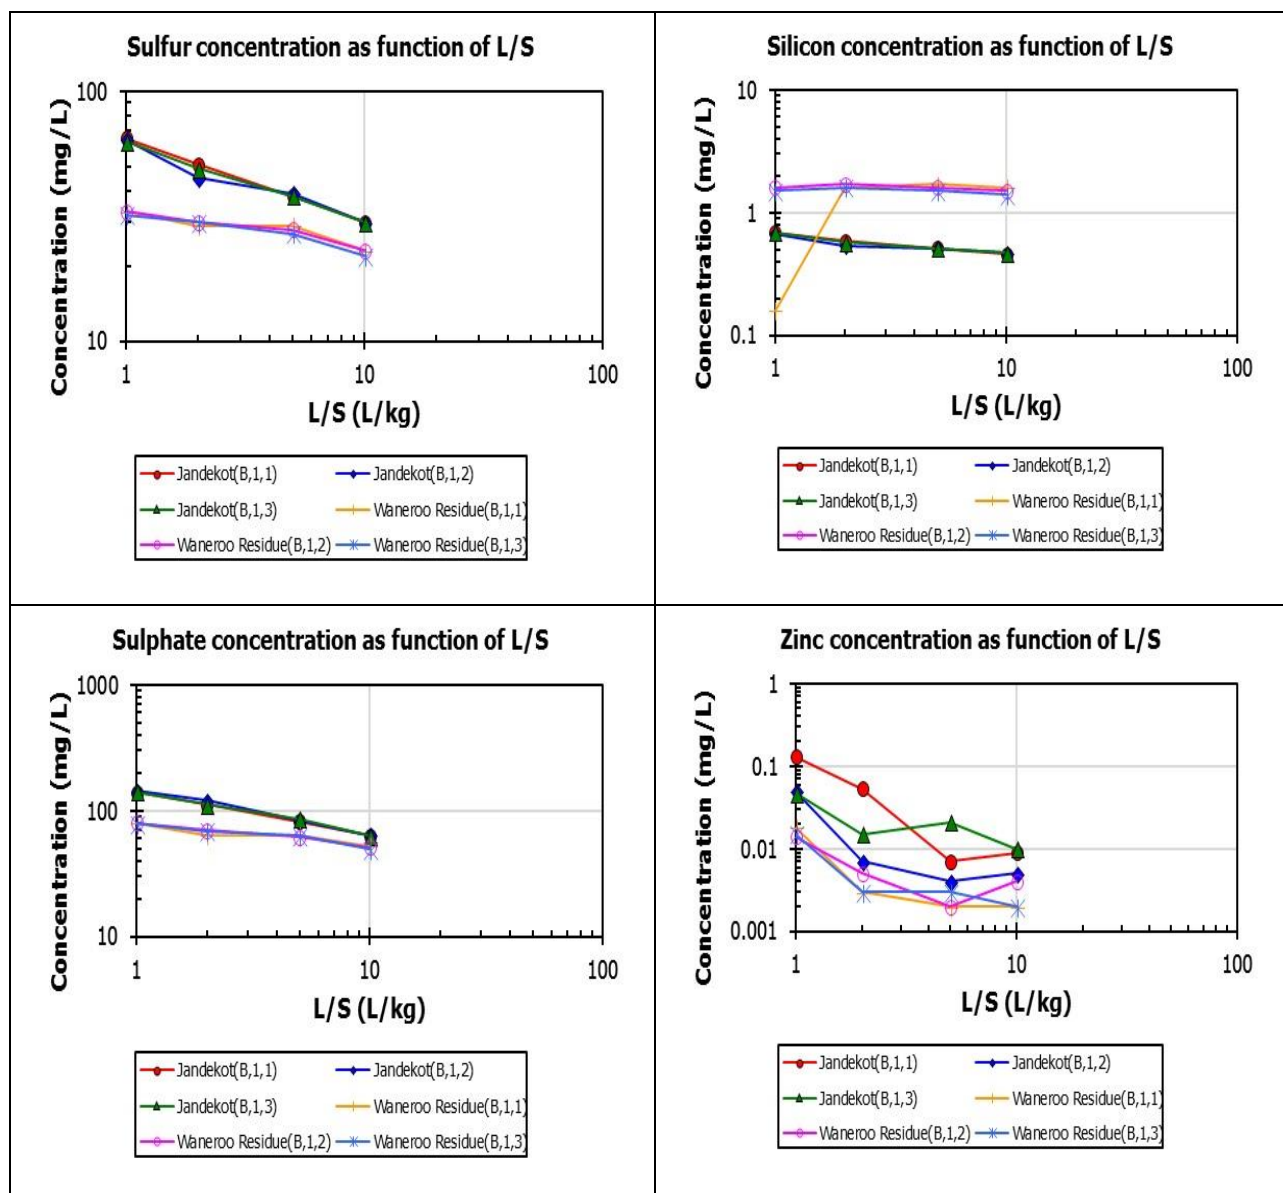 Sulfur concentration as function of L/S
Concentration (mg/L)
100
10
1
10
100
L/S (L/kg)
Jandekot(B,1,1)
Jandekot(B,1,2)
Jandekot(B,1,3)
Waneroo Residue(B,1,1)
Waneroo Residue(B,1,2)
Waneroo Residue(B,1,3)
Silicon concentration as function of L/S
Concentration (mg/L)
10
1
0.1
1
10
100
L/S (L/kg)
Jandekot(B,1,1)
Jandekot(B,1,2)
Jandekot(B,1,3)
Waneroo Residue(B,1,1)
Waneroo Residue(B,1,2)
Waneroo Residue(B,1,3)
Sulphate concentration as function of L/S
Concentration (mg/L)
1000
100
10
1
10
100
L/S (L/kg)
Jandekot(B,1,1)
Jandekot(B,1,2)
Jandekot(B,1,3)
Waneroo Residue(B,1,1)
Waneroo Residue(B,1,2)
Waneroo Residue(B,1,3)
Zinc concentration as function of L/S
Concentration (mg/L)
1
0.1
0.01
0.001
1
10
100
L/S (L/kg)
Jandekot(B,1,1)
Jandekot(B,1,2)
Jandekot(B,1,3)
Waneroo Residue(B,1,1)
Waneroo Residue(B,1,2)
Waneroo Residue(B,1,3)